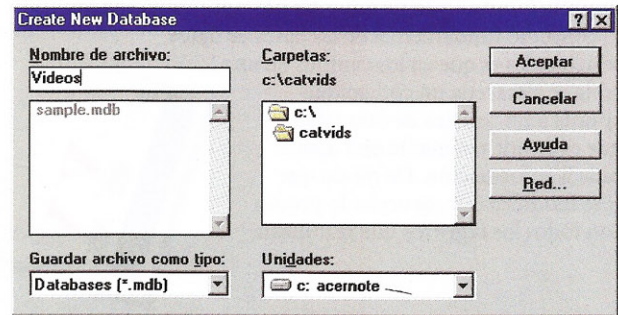 Create New Database
Nombre de archivo:
Videos
sample.mdb
Guardar archivo como tipo:
Databases (*.mdb)
Carpetas:
c:\catvids
c:\
catvids
Unidades:
c: acernote
Aceptar
Cancelar
Ayuda
Red...